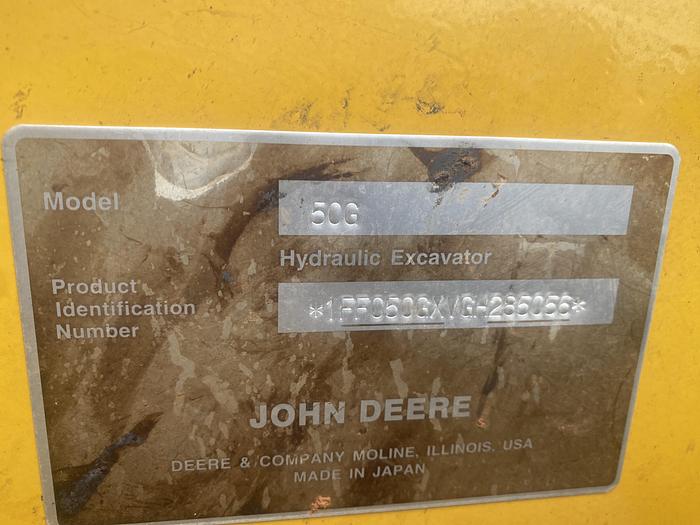 Model
50G
Hydraulic Excavator
Product
Identification
Number
*1FF050GXVGH285056*
JOHN DEERE
DEERE & COMPANY MOLINE, ILLINOIS, USA
MADE IN JAPAN